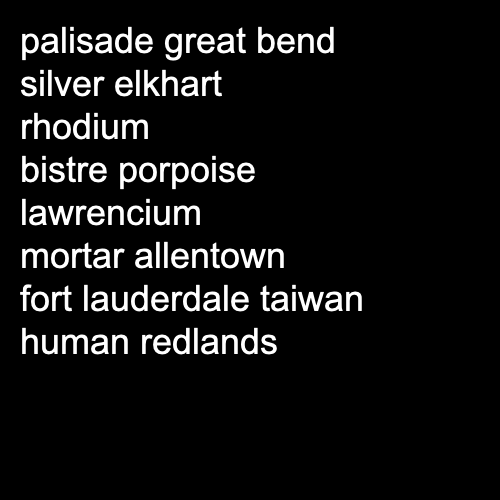 palisade great bend
silver elkhart
rhodium
bistre porpoise
lawrencium
mortar allentown
fort lauderdale taiwan
human redlands